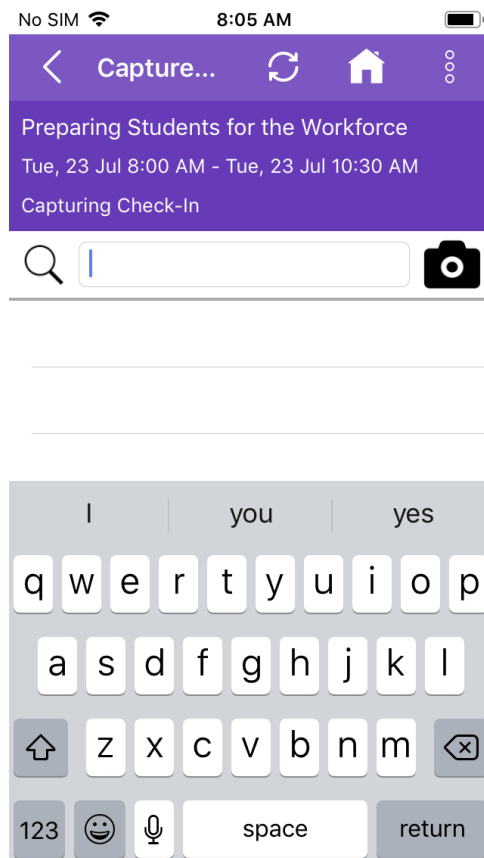 No SIM 8:05 AM
Capture...
Preparing Students for the Workforce
Tue, 23 Jul 8:00 AM - Tue, 23 Jul 10:30 AM
Capturing Check-In
I you yes
q w e r t y u i o p
a s d f g h j k l
z x c v b n m
123 space return